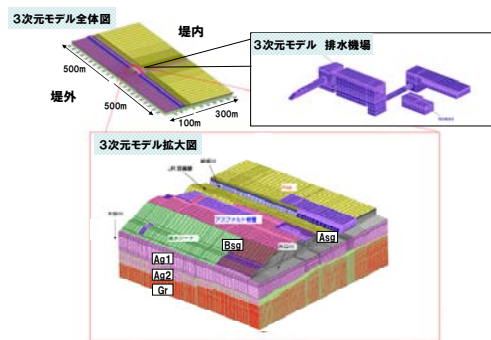 3次元モデル全体図
堤内
3次元モデル 排水機場
500m
堤外
500m
100m
300m
3次元モデル拡大図
アスファルト舗装
Bsg
Asg
Ag1
Ag2
Gr